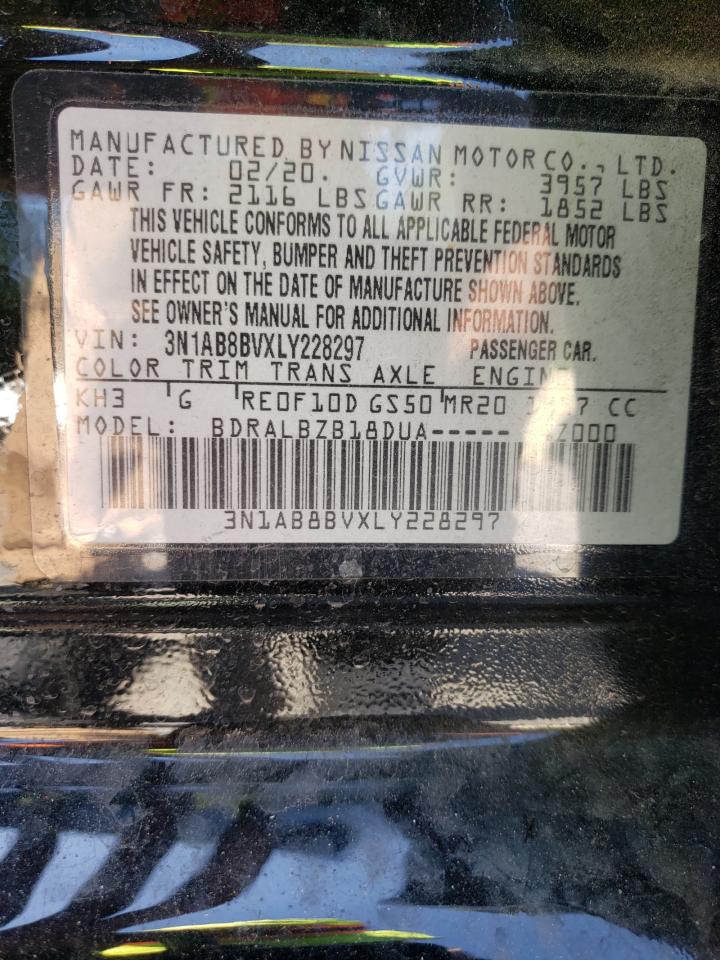 MANUFACTURED BY NISSAN MOTOR CO., LTD.
DATE: 02/20. GVWR: 3957 LBS
GAWR FR: 2116 LBS GAWR RR: 1852 LBS
THIS VEHICLE CONFORMS TO ALL APPLICABLE FEDERAL MOTOR
VEHICLE SAFETY, BUMPER AND THEFT PREVENTION STANDARDS
IN EFFECT ON THE DATE OF MANUFACTURE SHOWN ABOVE.
SEE OWNER'S MANUAL FOR ADDITIONAL INFORMATION.
VIN: 3N1AB8BVXLY228297 PASSENGER CAR.
COLOR TRIM TRANS AXLE ENGINE
KH3 G RE0F10D GS50 MR20 CC
MODEL: BDRALBZB18DUA-----
3N1AB8BVXLY228297